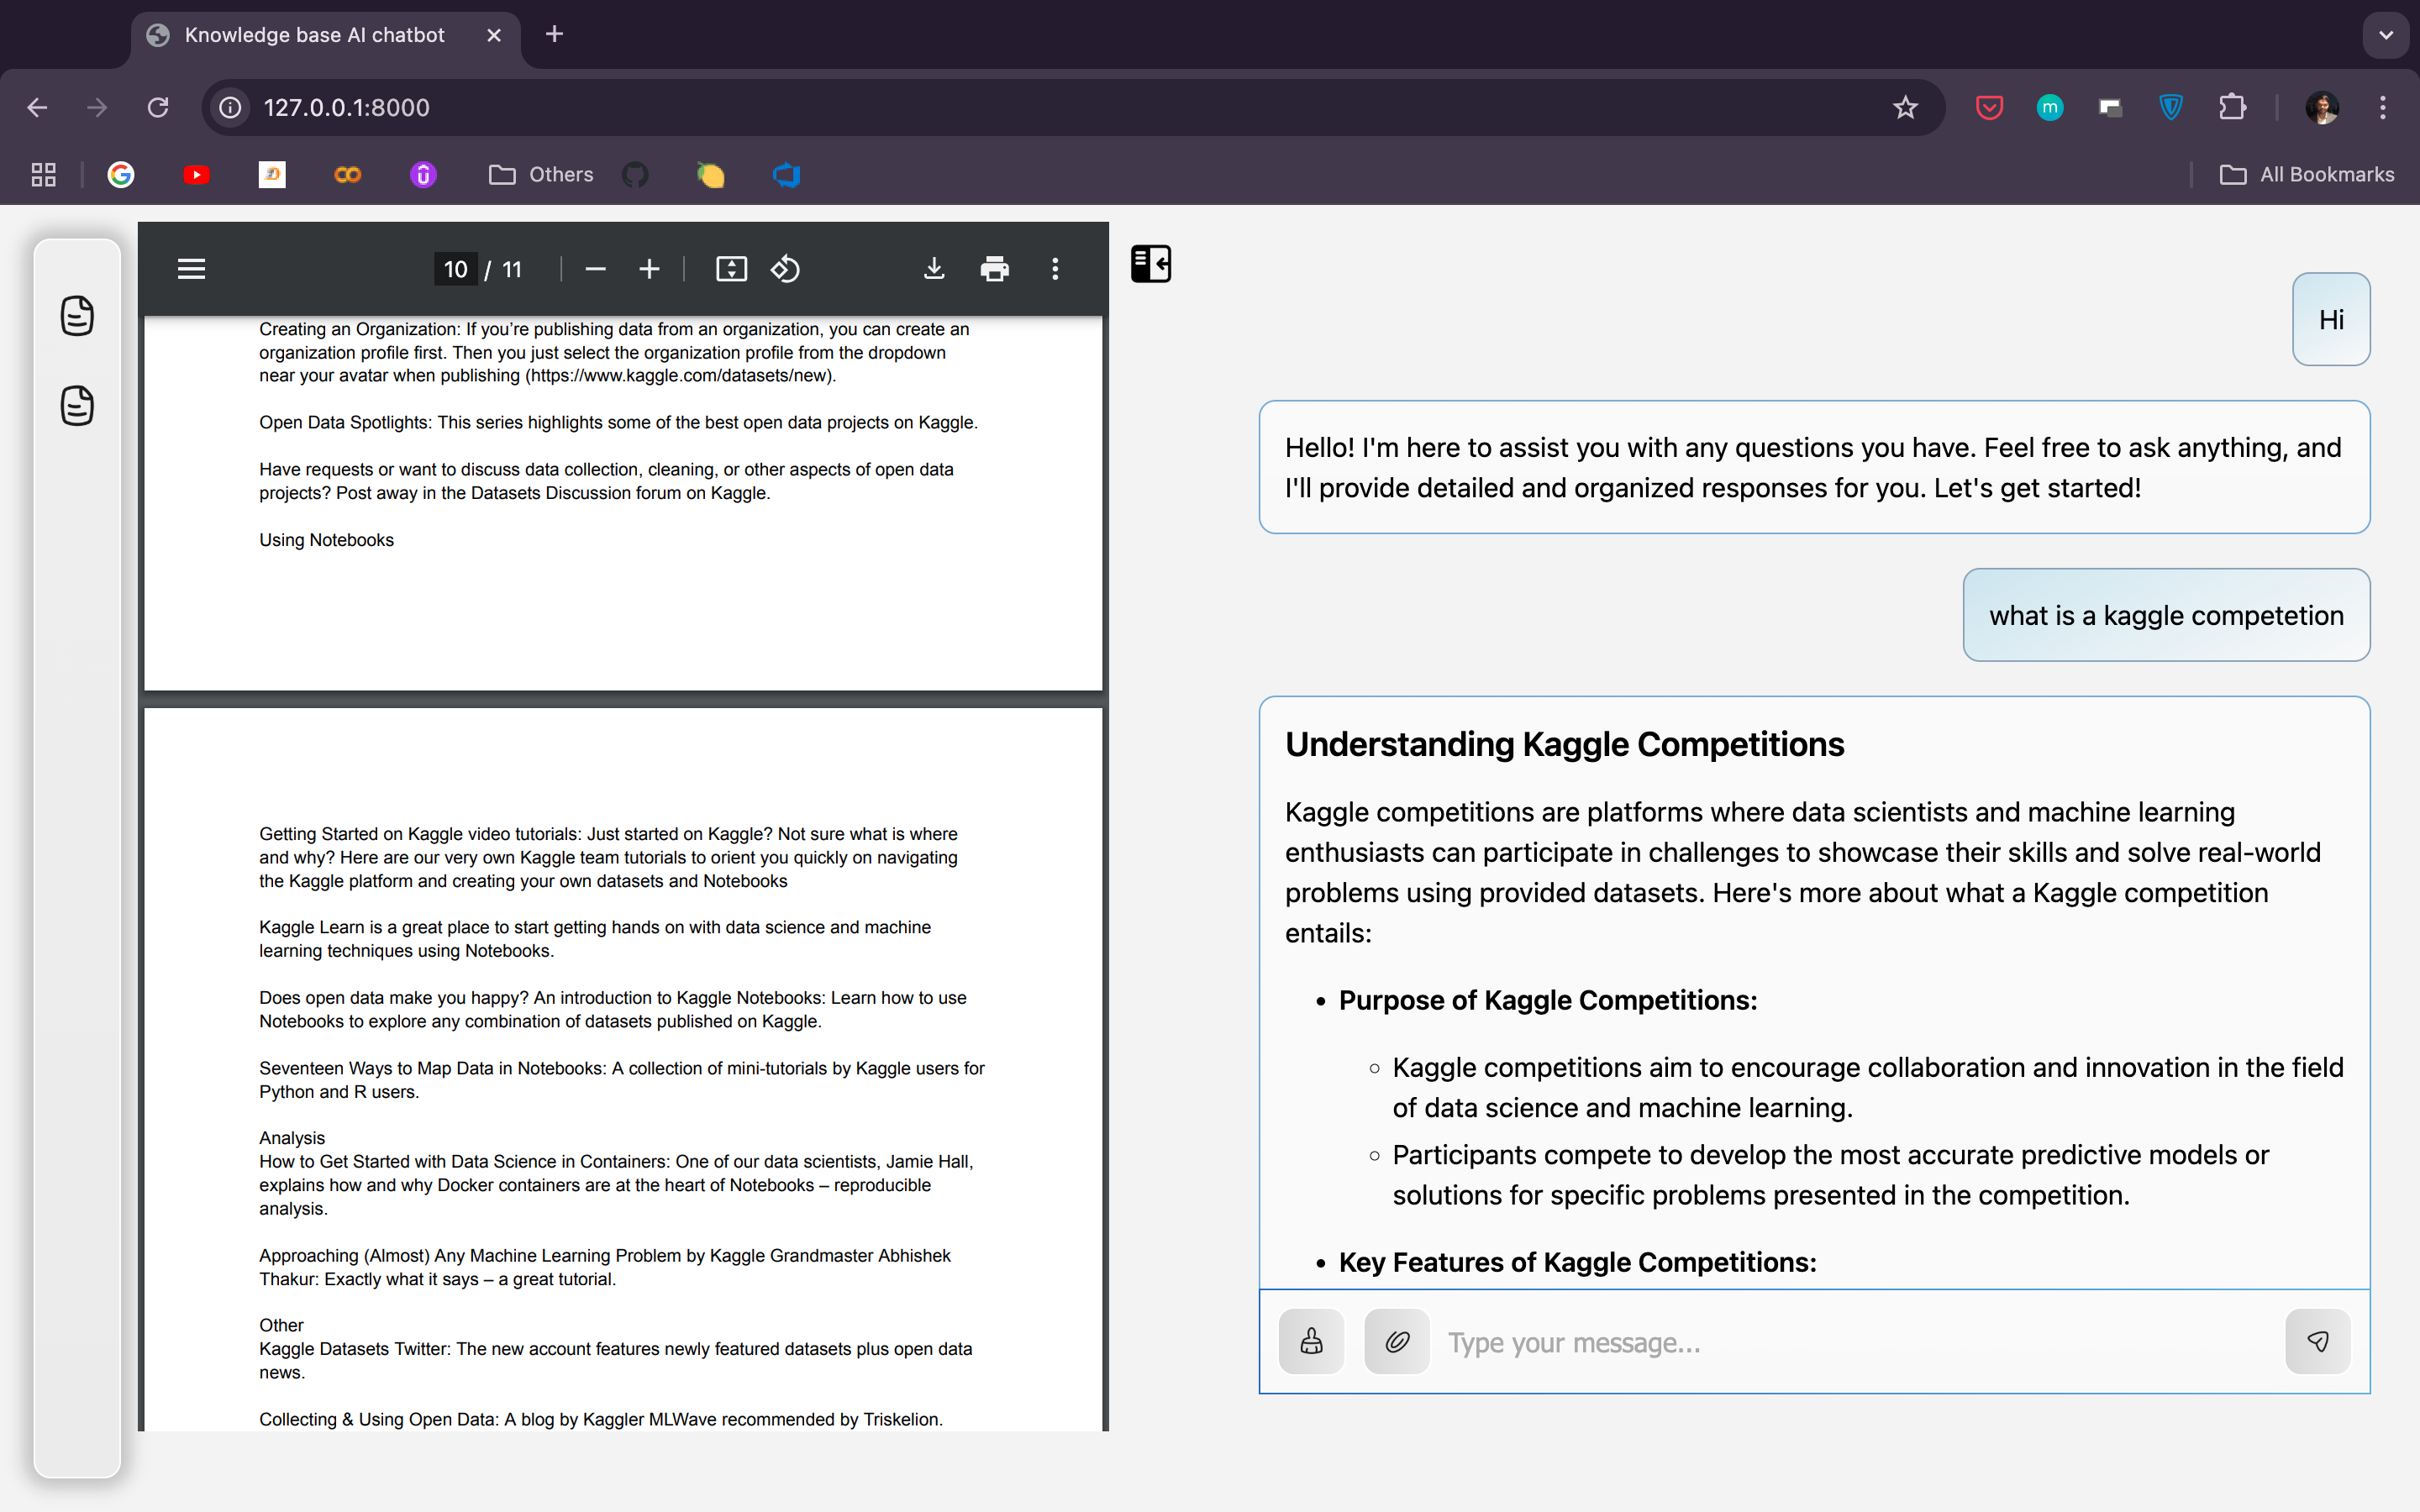 Knowledge base AI chatbot
127.0.0.1:8000
m
Others
All Bookmarks
10 / 11
Creating an Organization: If you’re publishing data from an organization, you can create an
organization profile first. Then you just select the organization profile from the dropdown
near your avatar when publishing (https://www.kaggle.com/datasets/new).
Open Data Spotlights: This series highlights some of the best open data projects on Kaggle.
Have requests or want to discuss data collection, cleaning, or other aspects of open data
projects? Post away in the Datasets Discussion forum on Kaggle.
Using Notebooks
Getting Started on Kaggle video tutorials: Just started on Kaggle? Not sure what is where
and why? Here are our very own Kaggle team tutorials to orient you quickly on navigating
the Kaggle platform and creating your own datasets and Notebooks
Kaggle Learn is a great place to start getting hands on with data science and machine
learning techniques using Notebooks.
Does open data make you happy? An introduction to Kaggle Notebooks: Learn how to use
Notebooks to explore any combination of datasets published on Kaggle.
Seventeen Ways to Map Data in Notebooks: A collection of mini-tutorials by Kaggle users for
Python and R users.
Analysis
How to Get Started with Data Science in Containers: One of our data scientists, Jamie Hall,
explains how and why Docker containers are at the heart of Notebooks – reproducible
analysis.
Approaching (Almost) Any Machine Learning Problem by Kaggle Grandmaster Abhishek
Thakur: Exactly what it says – a great tutorial.
Other
Kaggle Datasets Twitter: The new account features newly featured datasets plus open data
news.
Collecting & Using Open Data: A blog by Kaggler MLWave recommended by Triskelion.
Hi
Hello! I'm here to assist you with any questions you have. Feel free to ask anything, and
I'll provide detailed and organized responses for you. Let's get started!
what is a kaggle competetion
Understanding Kaggle Competitions
Kaggle competitions are platforms where data scientists and machine learning
enthusiasts can participate in challenges to showcase their skills and solve real-world
problems using provided datasets. Here's more about what a Kaggle competition
entails:
• Purpose of Kaggle Competitions:
◦ Kaggle competitions aim to encourage collaboration and innovation in the field
of data science and machine learning.
◦ Participants compete to develop the most accurate predictive models or
solutions for specific problems presented in the competition.
• Key Features of Kaggle Competitions:
Type your message...